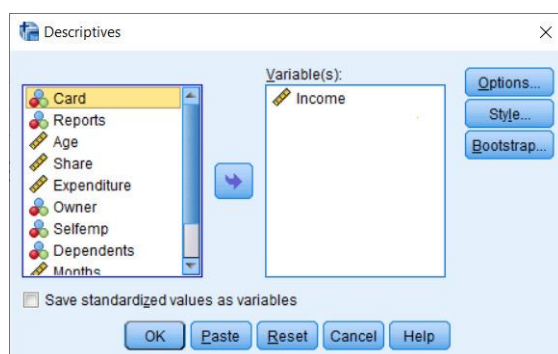 Descriptives
Variable(s):
Card
Reports
Age
Share
Expenditure
Owner
Selfemp
Dependents
Months
Income
Options...
Style...
Bootstrap...
Save standardized values as variables
OK Paste Reset Cancel Help